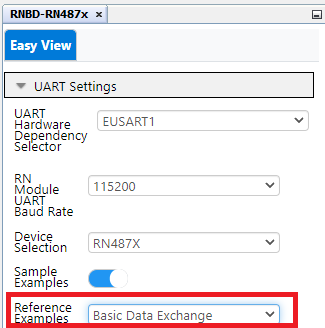 RNBD-RN487x ×
Easy View
UART Settings
UART
Hardware
Dependency
Selector
EUSART1
RN
Module
UART
Baud Rate
115200
Device
Selection
RN487X
Sample
Examples
Reference
Examples
Basic Data Exchange